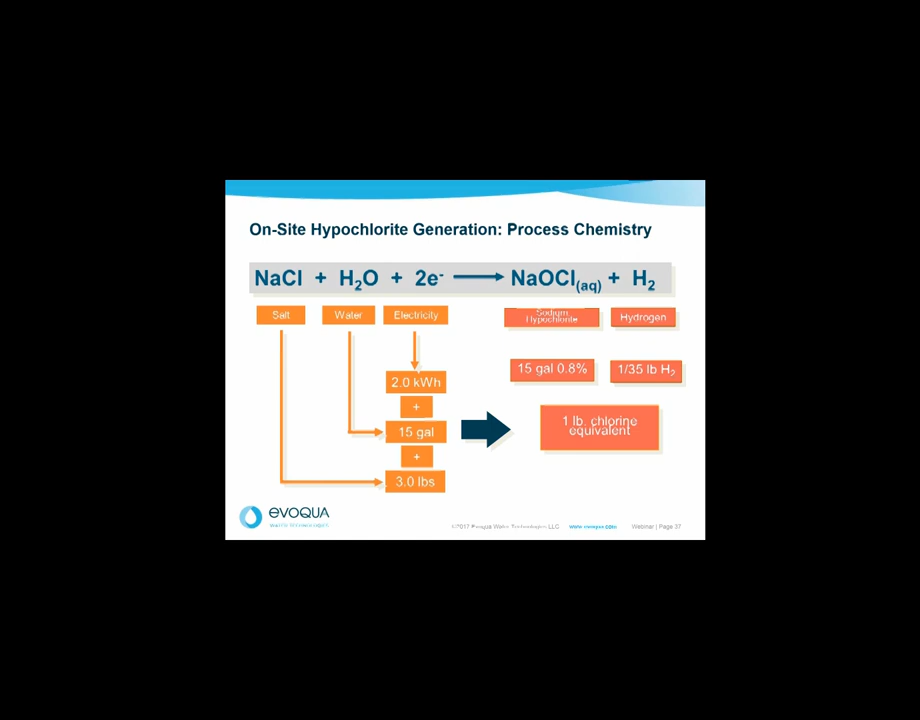 On-Site Hypochlorite Generation: Process Chemistry
NaCl + H₂O + 2e⁻ → NaOCl(aq) + H₂
Salt
Water
Electricity
Sodium
Hypochlorite
Hydrogen
2.0 kWh
15 gal 0.8%
1/35 lb H₂
+
15 gal
1 lb. chlorine
equivalent
+
3.0 lbs
evoqua
WATER TECHNOLOGIES
©2017 Evoqua Water Technologies LLC www.evoqua.com Webinar | Page 37